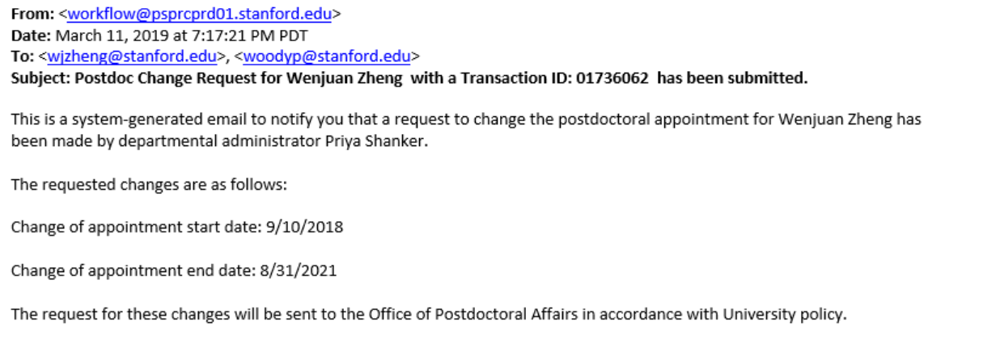 From: <workflow@psprcprd01.stanford.edu>
Date: March 11, 2019 at 7:17:21 PM PDT
To: <wjzheng@stanford.edu>, <woodyp@stanford.edu>
Subject: Postdoc Change Request for Wenjuan Zheng  with a Transaction ID: 01736062  has been submitted.
This is a system-generated email to notify you that a request to change the postdoctoral appointment for Wenjuan Zheng has
been made by departmental administrator Priya Shanker.
The requested changes are as follows:
Change of appointment start date: 9/10/2018
Change of appointment end date: 8/31/2021
The request for these changes will be sent to the Office of Postdoctoral Affairs in accordance with University policy.